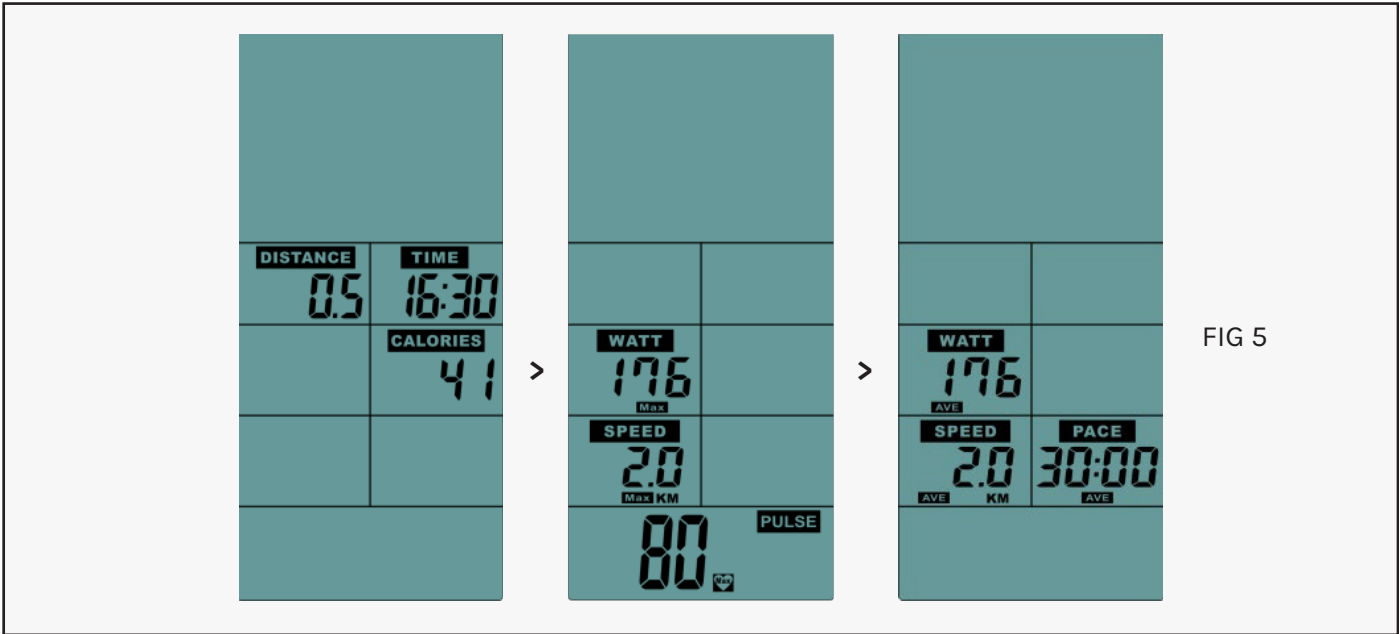 DISTANCE TIME
0.5 16:30
CALORIES
41
>
WATT
176
Max
SPEED
2.0
Max KM
PULSE
80
Max
>
WATT
176
AVE
SPEED PACE
2.0 30:00
AVE KM AVE
FIG 5